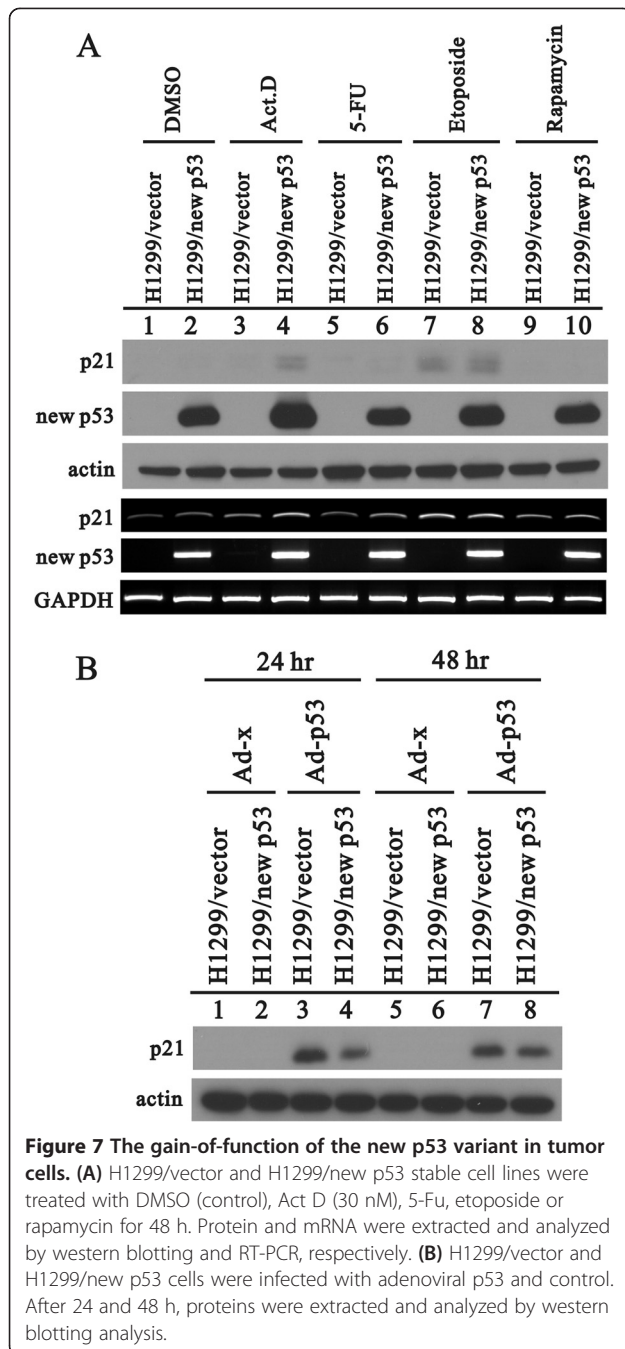 A
DMSO
Act.D
5-FU
Etoposide
Rapamycin
H1299/vector
H1299/new p53
H1299/vector
H1299/new p53
H1299/vector
H1299/new p53
H1299/vector
H1299/new p53
H1299/vector
H1299/new p53
1 2 3 4 5 6 7 8 9 10
p21
new p53
actin
p21
new p53
GAPDH
B
24 hr 48 hr
Ad-x
Ad-p53
Ad-x
Ad-p53
H1299/vector
H1299/new p53
H1299/vector
H1299/new p53
H1299/vector
H1299/new p53
H1299/vector
H1299/new p53
1 2 3 4 5 6 7 8
p21
actin
Figure 7 The gain-of-function of the new p53 variant in tumor
cells. (A) H1299/vector and H1299/new p53 stable cell lines were
treated with DMSO (control), Act D (30 nM), 5-Fu, etoposide or
rapamycin for 48 h. Protein and mRNA were extracted and analyzed
by western blotting and RT-PCR, respectively. (B) H1299/vector and
H1299/new p53 cells were infected with adenoviral p53 and control.
After 24 and 48 h, proteins were extracted and analyzed by western
blotting analysis.